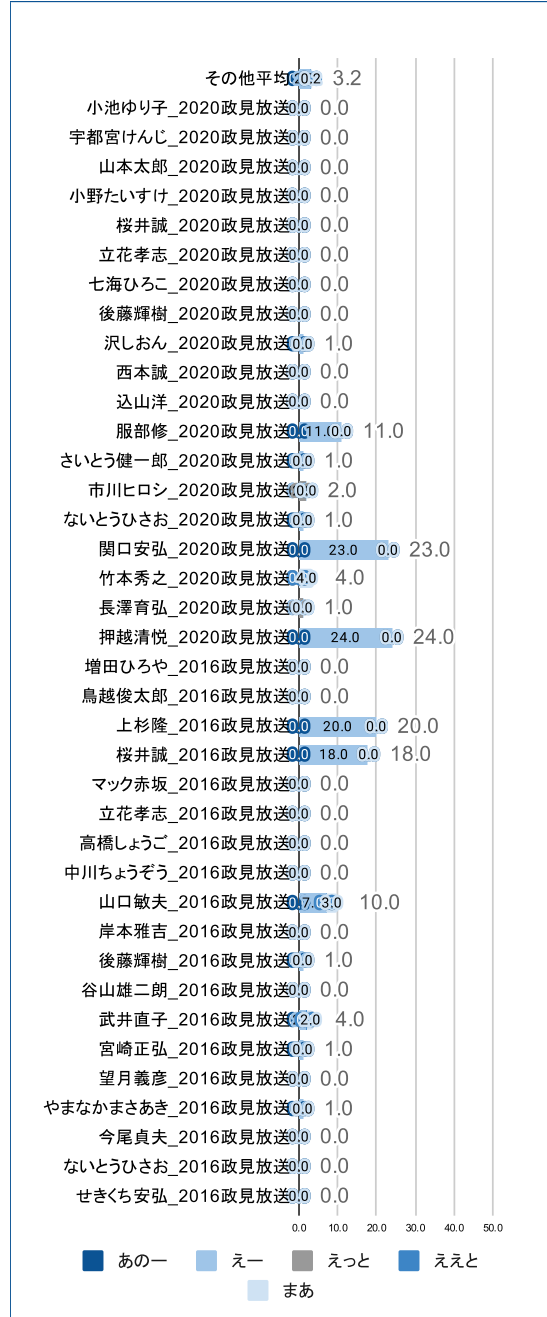 その他平均 0.2 3.2
小池ゆり子_2020政見放送 0.0 0.0
宇都宮けんじ_2020政見放送 0.0 0.0
山本太郎_2020政見放送 0.0 0.0
小野たいすけ_2020政見放送 0.0 0.0
桜井誠_2020政見放送 0.0 0.0
立花孝志_2020政見放送 0.0 0.0
七海ひろこ_2020政見放送 0.0 0.0
後藤輝樹_2020政見放送 0.0 0.0
沢しおん_2020政見放送 0.0 1.0
西本誠_2020政見放送 0.0 0.0
込山洋_2020政見放送 0.0 0.0
服部修_2020政見放送 0.0 11.0 0.0 11.0
さいとう健一郎_2020政見放送 0.0 1.0
市川ヒロシ_2020政見放送 0.0 2.0
ないとうひさお_2020政見放送 0.0 1.0
関口安弘_2020政見放送 0.0 23.0 0.0 23.0
竹本秀之_2020政見放送 4.0 4.0
長澤育弘_2020政見放送 0.0 1.0
押越清悦_2020政見放送 0.0 24.0 0.0 24.0
増田ひろや_2016政見放送 0.0 0.0
鳥越俊太郎_2016政見放送 0.0 0.0
上杉隆_2016政見放送 0.0 20.0 0.0 20.0
桜井誠_2016政見放送 0.0 18.0 0.0 18.0
マック赤坂_2016政見放送 0.0 0.0
立花孝志_2016政見放送 0.0 0.0
高橋しょうご_2016政見放送 0.0 0.0
中川ちょうぞう_2016政見放送 0.0 0.0
山口敏夫_2016政見放送 3.0 10.0
岸本雅吉_2016政見放送 0.0 0.0
後藤輝樹_2016政見放送 0.0 1.0
谷山雄二朗_2016政見放送 0.0 0.0
武井直子_2016政見放送 2.0 4.0
宮崎正弘_2016政見放送 0.0 1.0
望月義彦_2016政見放送 0.0 0.0
やまなかまさあき_2016政見放送 0.0 1.0
今尾貞夫_2016政見放送 0.0 0.0
ないとうひさお_2016政見放送 0.0 0.0
せきくち安弘_2016政見放送 0.0 0.0
0.0 10.0 20.0 30.0 40.0 50.0
あのー えー えっと ええと
まあ